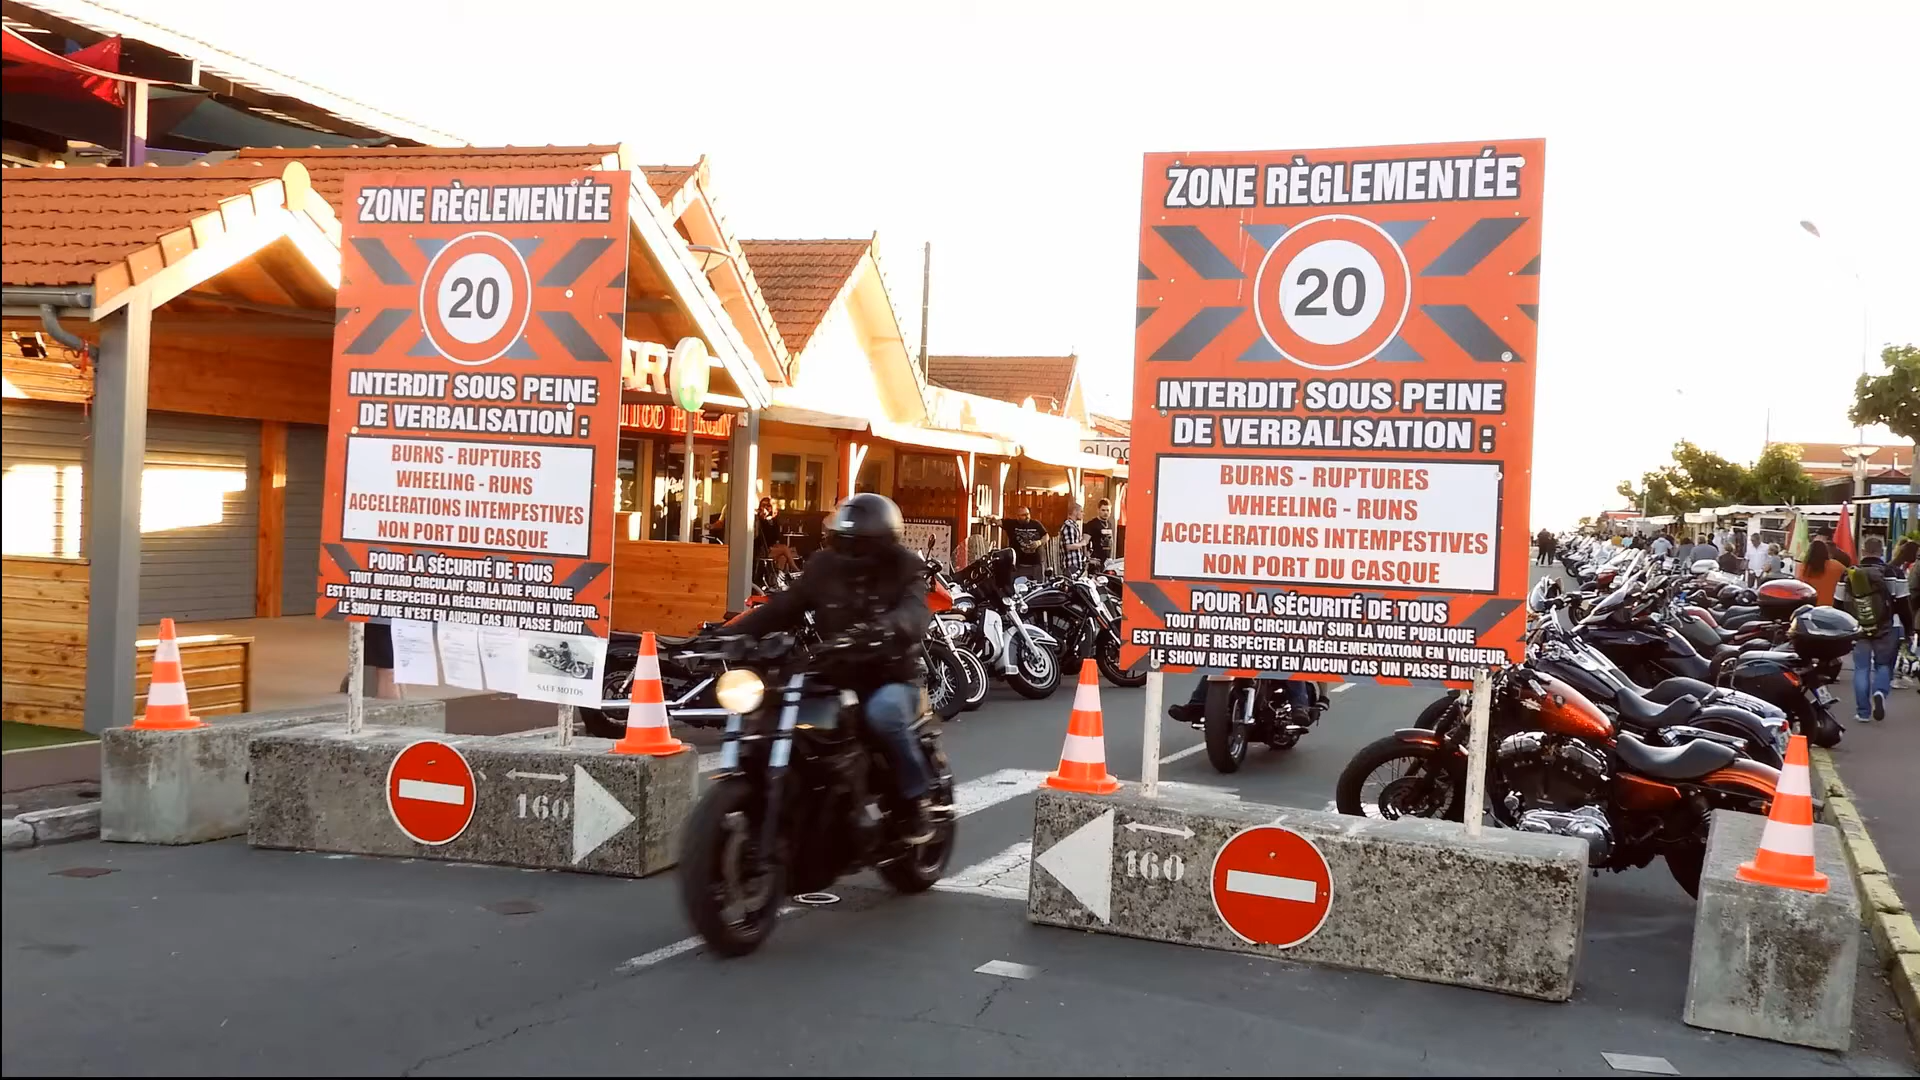 ZONE RÈGLEMENTÉE
20
INTERDIT SOUS PEINE
DE VERBALISATION :
BURNS - RUPTURES
WHEELING - RUNS
ACCELERATIONS INTEMPESTIVES
NON PORT DU CASQUE
POUR LA SÉCURITÉ DE TOUS
TOUT MOTARD CIRCULANT SUR LA VOIE PUBLIQUE
EST TENU DE RESPECTER LA RÉGLEMENTATION EN VIGUEUR.
LE SHOW BIKE N'EST EN AUCUN CAS UN PASSE DROIT
SAUF MOTOS
160
ZONE RÈGLEMENTÉE
20
INTERDIT SOUS PEINE
DE VERBALISATION :
BURNS - RUPTURES
WHEELING - RUNS
ACCELERATIONS INTEMPESTIVES
NON PORT DU CASQUE
POUR LA SÉCURITÉ DE TOUS
TOUT MOTARD CIRCULANT SUR LA VOIE PUBLIQUE
EST TENU DE RESPECTER LA RÉGLEMENTATION EN VIGUEUR.
LE SHOW BIKE N'EST EN AUCUN CAS UN PASSE DRO
160